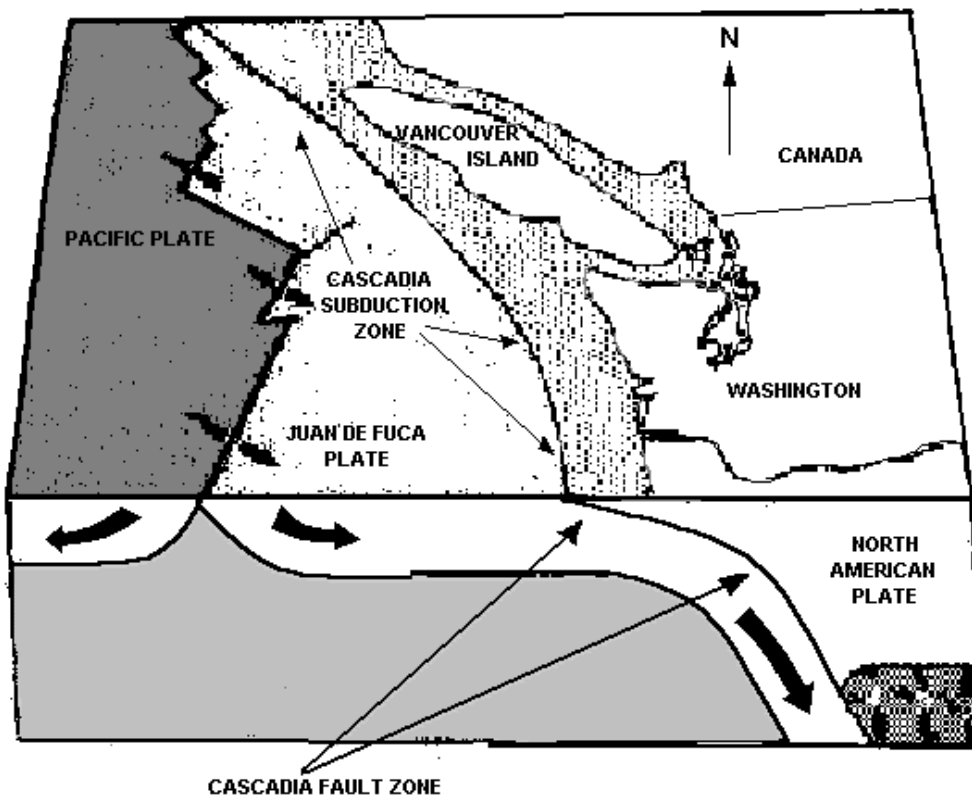 N
VANCOUVER
ISLAND
CANADA
PACIFIC PLATE
CASCADIA
SUBDUCTION
ZONE
WASHINGTON
JUAN DE FUCA
PLATE
NORTH
AMERICAN
PLATE
CASCADIA FAULT ZONE